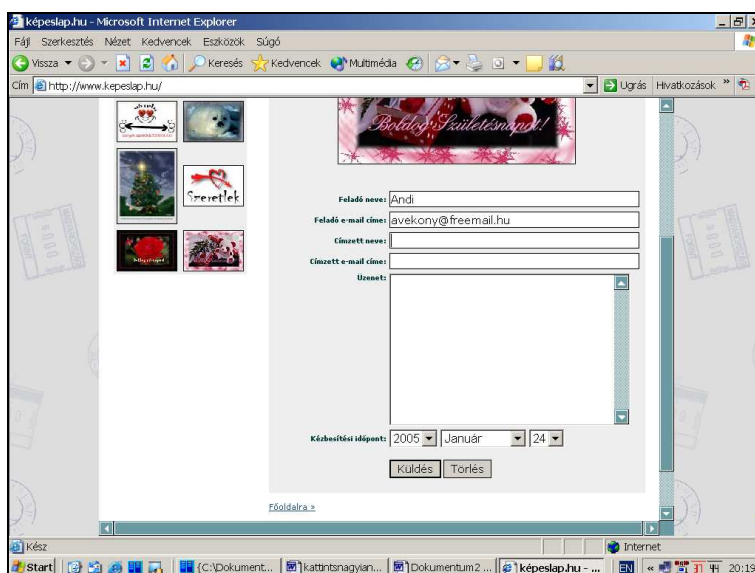 képeslap.hu - Microsoft Internet Explorer
Fájl Szerkesztés Nézet Kedvencek Eszközök Súgó
Vissza Keresés Kedvencek Multimédia
Cím http://www.kepeslap.hu/ Ugrás Hivatkozások »
Boldog Születésnapot!
Szeretlek
Feladó neve: Andi
Feladó e-mail címe: avekony@freemail.hu
Címzett neve:
Címzett e-mail címe:
Üzenet:
Kézbesítési időpont: 2005 Január 24
Küldés Törlés
Főoldalra »
Kész Internet
Start {C:\Dokument... kattintsnagyian... Dokumentum2 ... képeslap.hu - ... EN «